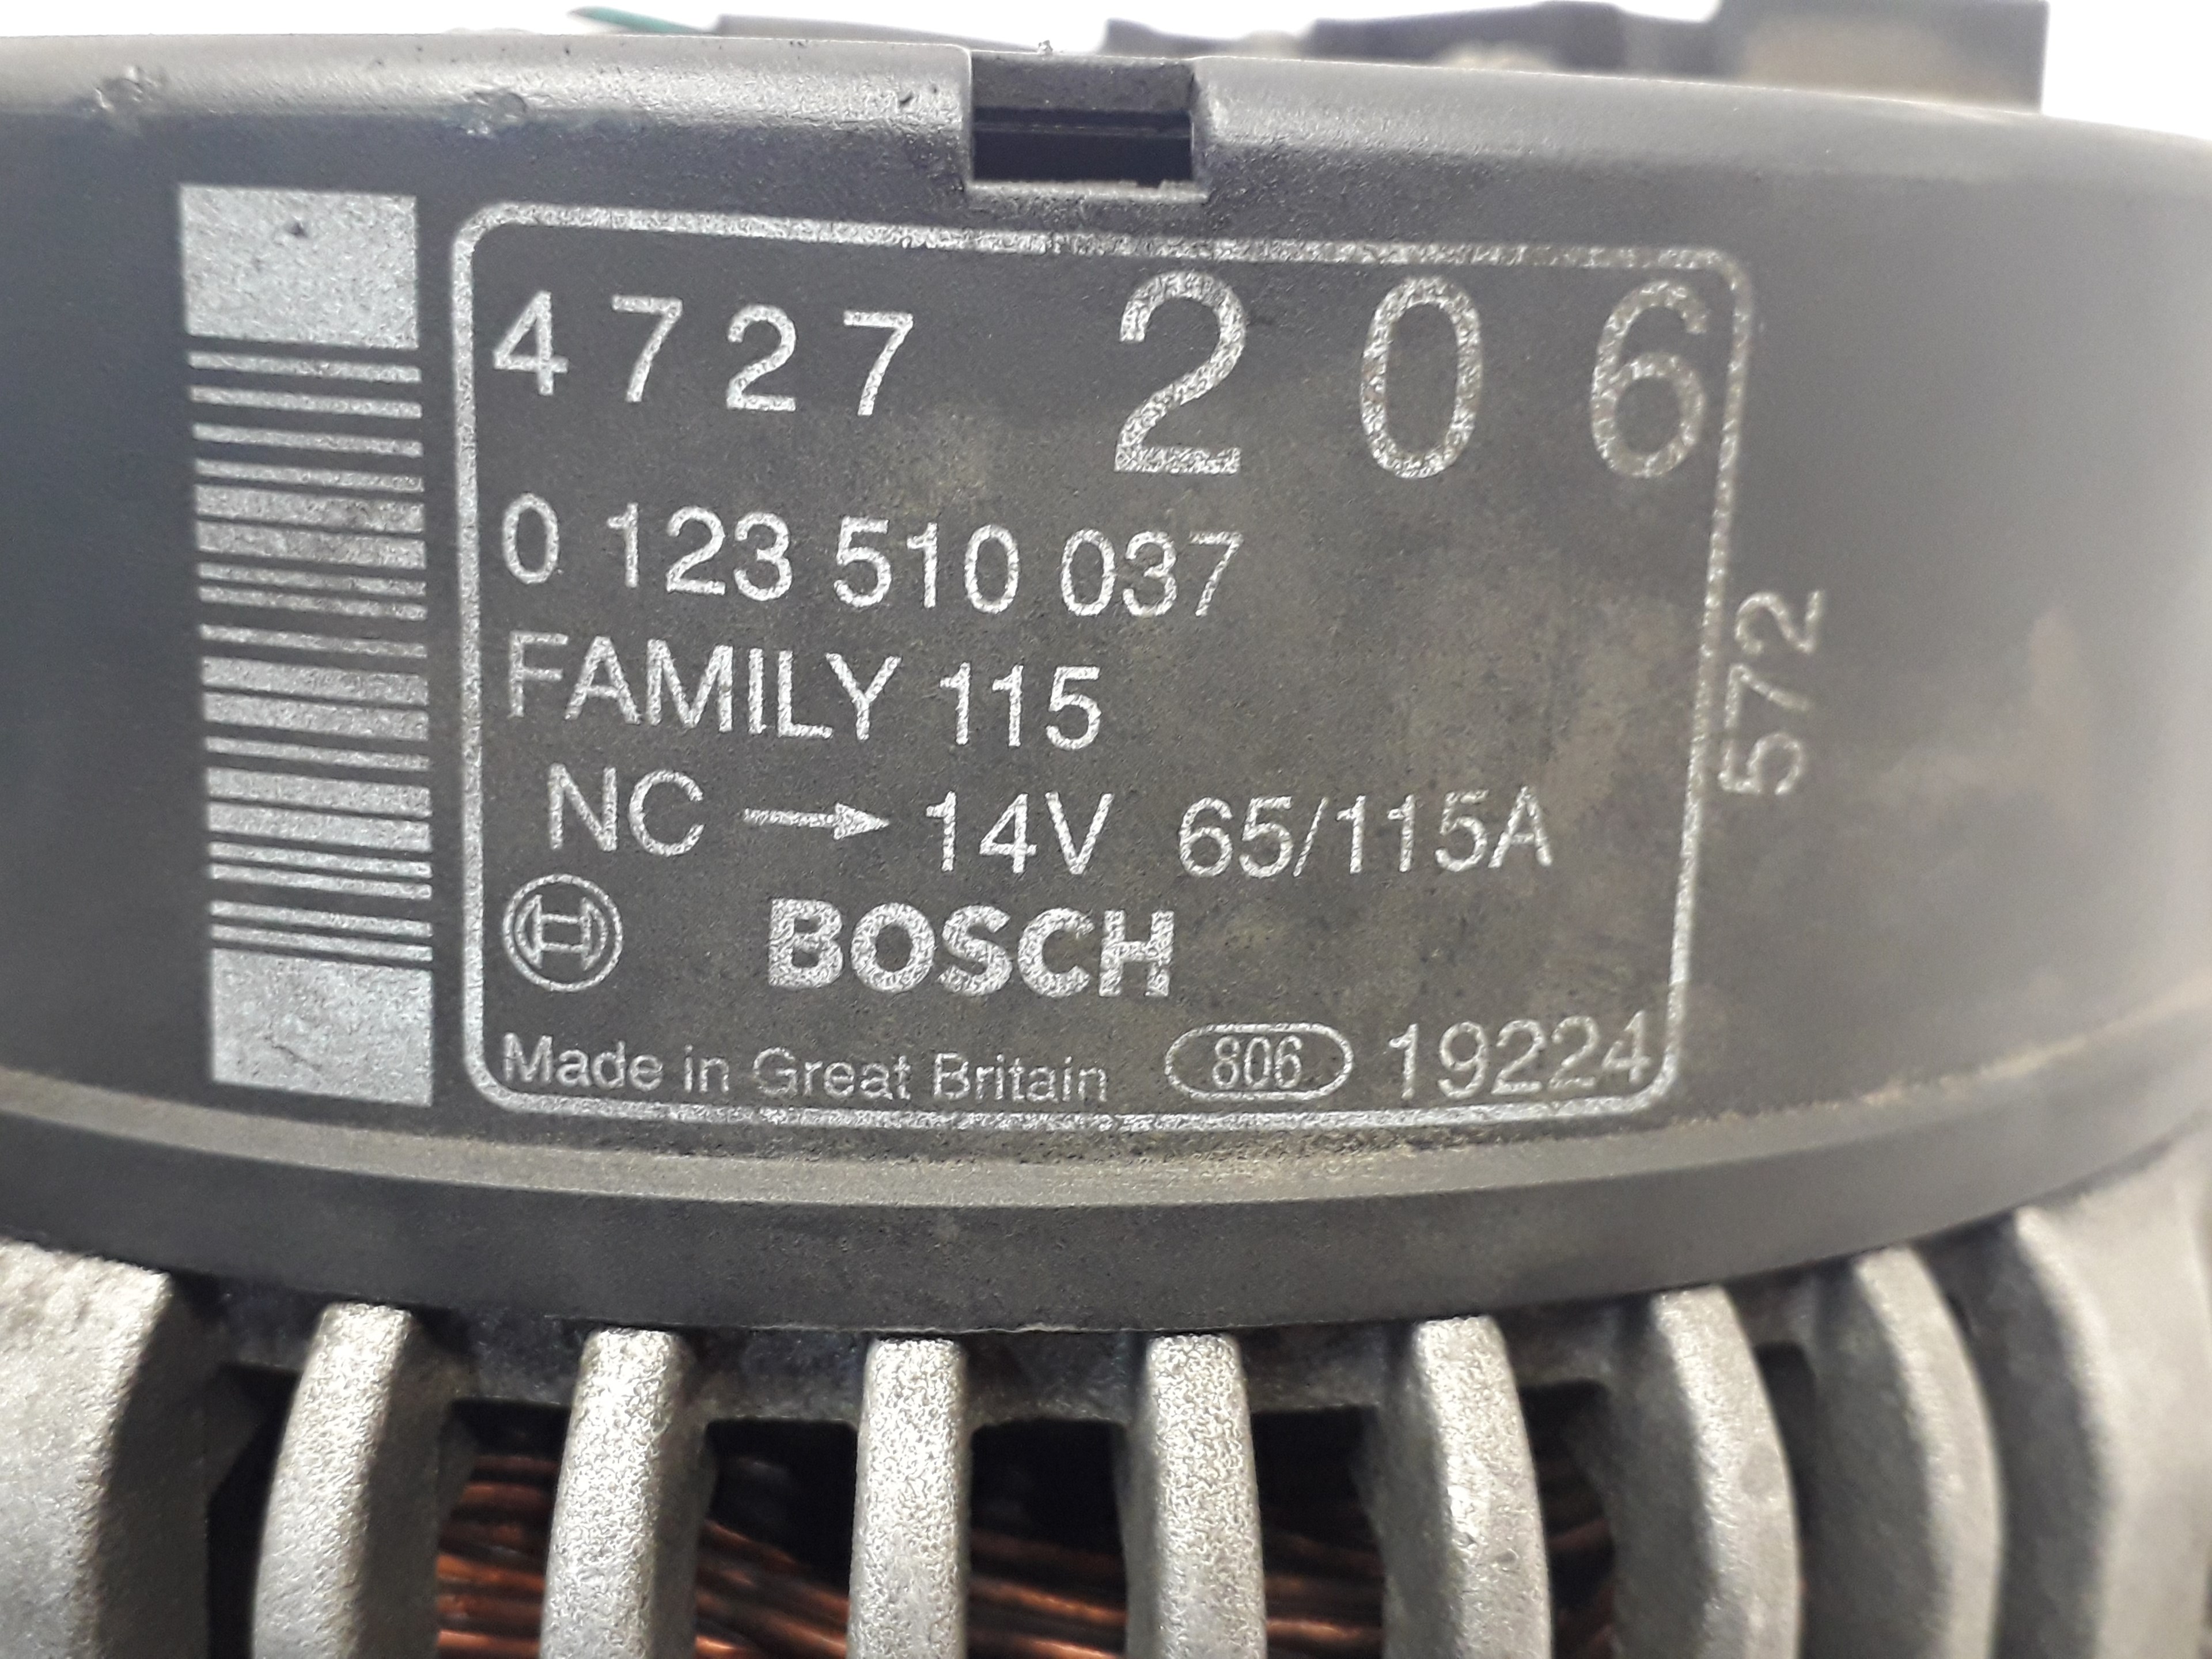 4727 206
0 123 510 037
FAMILY 115
NC → 14V 65/115A
BOSCH
Made in Great Britain 806 19224
572